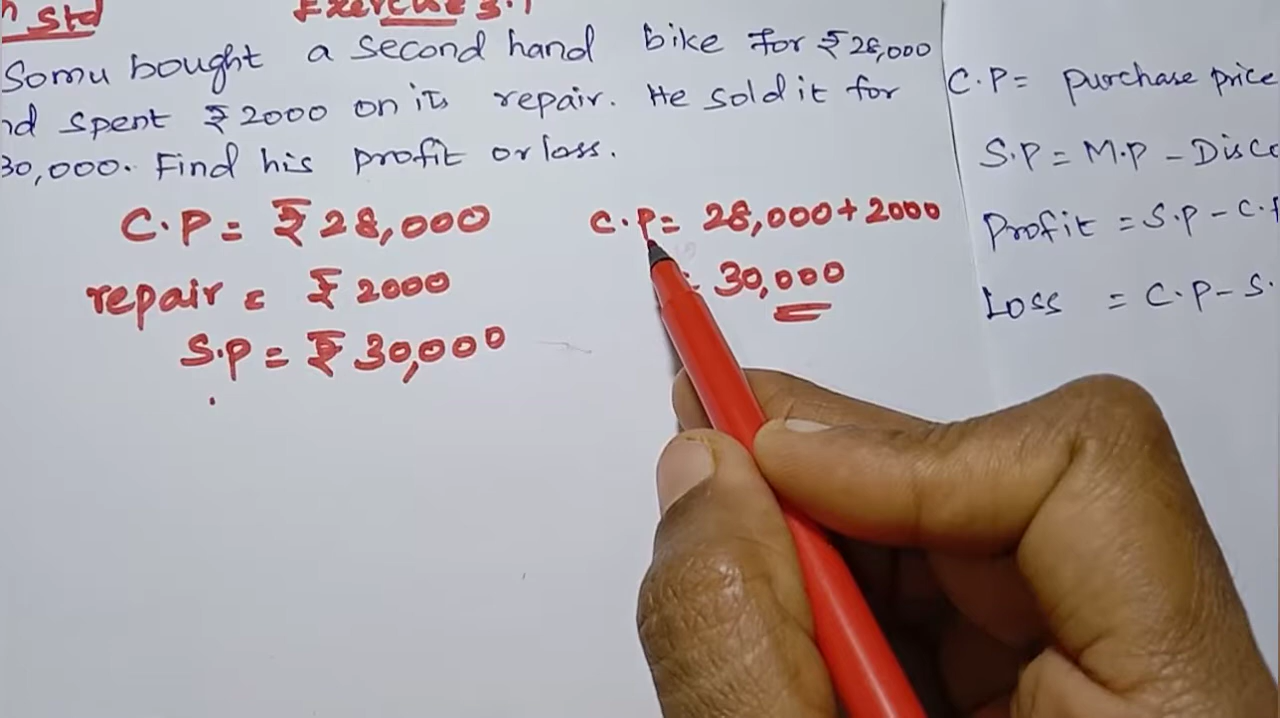 Std
Exercise 3.1
Somu bought a second hand bike for ₹28,000
nd spent ₹2000 on its repair. He sold it for
30,000. Find his profit or loss.
C.P = ₹28,000
repair = ₹2000
S.P = ₹30,000
C.P = 28,000 + 2000
= 30,000
C.P = purchase price
S.P = M.P - Disco
Profit = S.P - C.P
Loss = C.P - S.